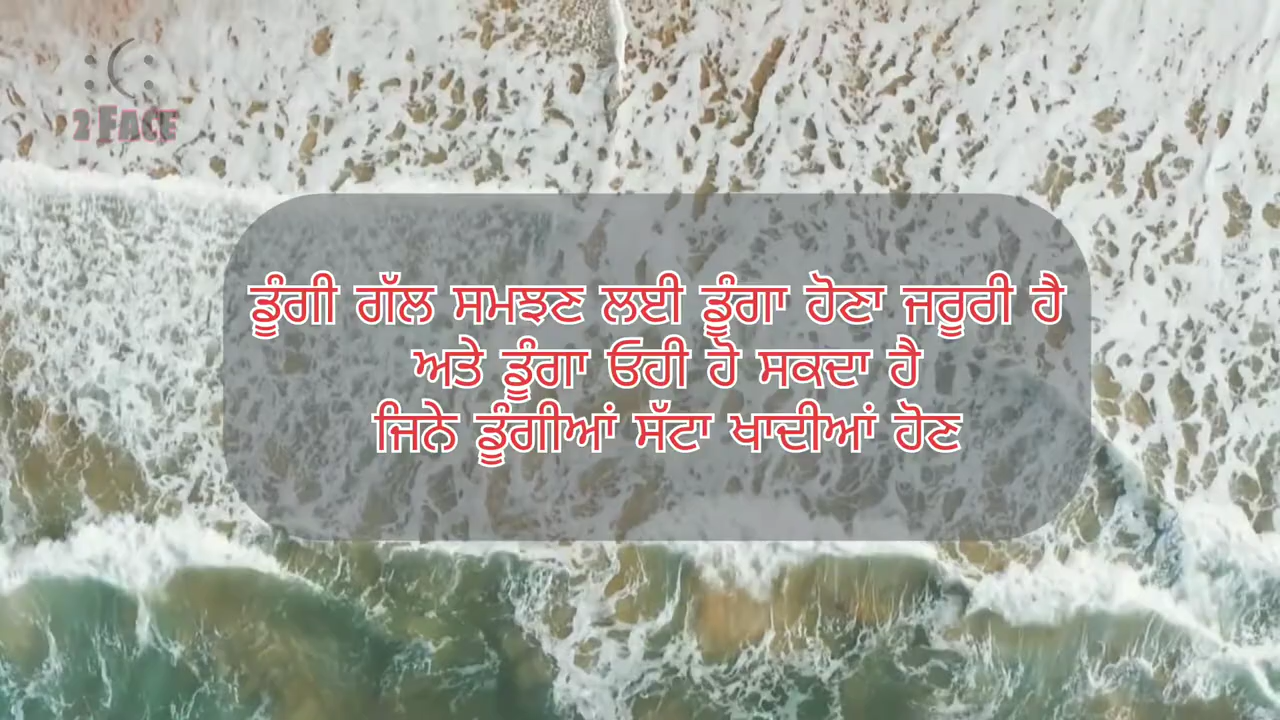 2 FACE
ਡੂੰਗੀ ਗੱਲ ਸਮਝਣ ਲਈ ਡੂੰਗਾ ਹੋਣਾ ਜਰੂਰੀ ਹੈ
ਅਤੇ ਡੂੰਗਾ ਓਹੀ ਹੋ ਸਕਦਾ ਹੈ
ਜਿਨੇ ਡੂੰਗੀਆਂ ਸੱਟਾ ਖਾਦੀਆਂ ਹੋਣ